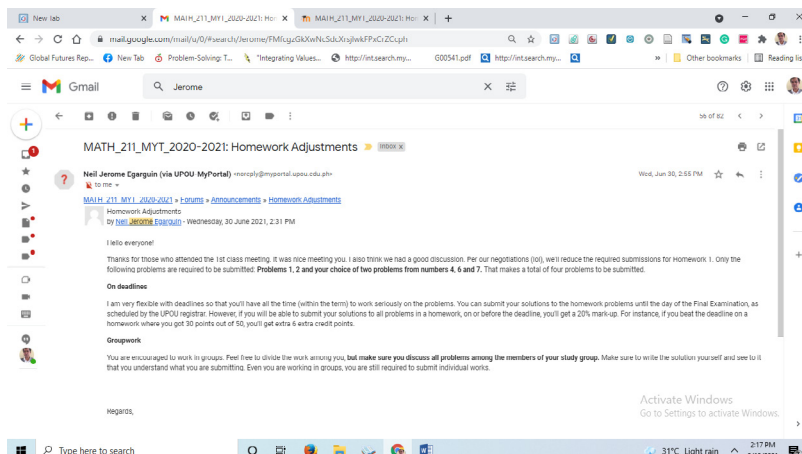 New Tab
MATH_211_MYT_2020-2021: Hor
MATH_211_MYT_2020-2021: Hor
mail.google.com/mail/u/0/#search/Jerome/
Global Futures Rep...
New Tab
Problem-Solving: T...
"Integrating Values...
http://int.search.my...
G00541.pdf
http://int.search.my...
Other bookmarks
Reading lis
Gmail
Jerome
56 of 82
MATH_211_MYT_2020-2021: Homework Adjustments
Inbox x
Neil Jerome Egarguin (via UPOU MyPortal) <noreply@myportal.upou.edu.ph>
Wed, Jun 30, 2:55 PM
to me
MATH_211_MYT_2020-2021 » Forums » Announcements » Homework Adjustments
Homework Adjustments
by Neil Jerome Egarguin - Wednesday, 30 June 2021, 2:31 PM
Hello everyone!
Thanks for those who attended the 1st class meeting. It was nice meeting you. I also think we had a good discussion. Per our negotiations (lol), we'll reduce the required submissions for Homework 1. Only the
following problems are required to be submitted: Problems 1, 2 and your choice of two problems from numbers 4, 6 and 7. That makes a total of four problems to be submitted.
On deadlines
I am very flexible with deadlines so that you'll have all the time (within the term) to work seriously on the problems. You can submit your solutions to the homework problems until the day of the Final Examination, as
scheduled by the UPOU registrar. However, if you will be able to submit your solutions to all problems in a homework, on or before the deadline, you'll get a 20% mark-up. For instance, if you beat the deadline on a
homework where you got 30 points out of 50, you'll get extra 6 extra credit points.
Groupwork
You are encouraged to work in groups. Feel free to divide the work among you, but make sure you discuss all problems among the members of your study group. Make sure to write the solution yourself and see to it
that you understand what you are submitting. Even you are working in groups, you are still required to submit individual works.
Regards,
Activate Windows
Go to Settings to activate Windows.
Type here to search
31°C Light rain
2:17 PM